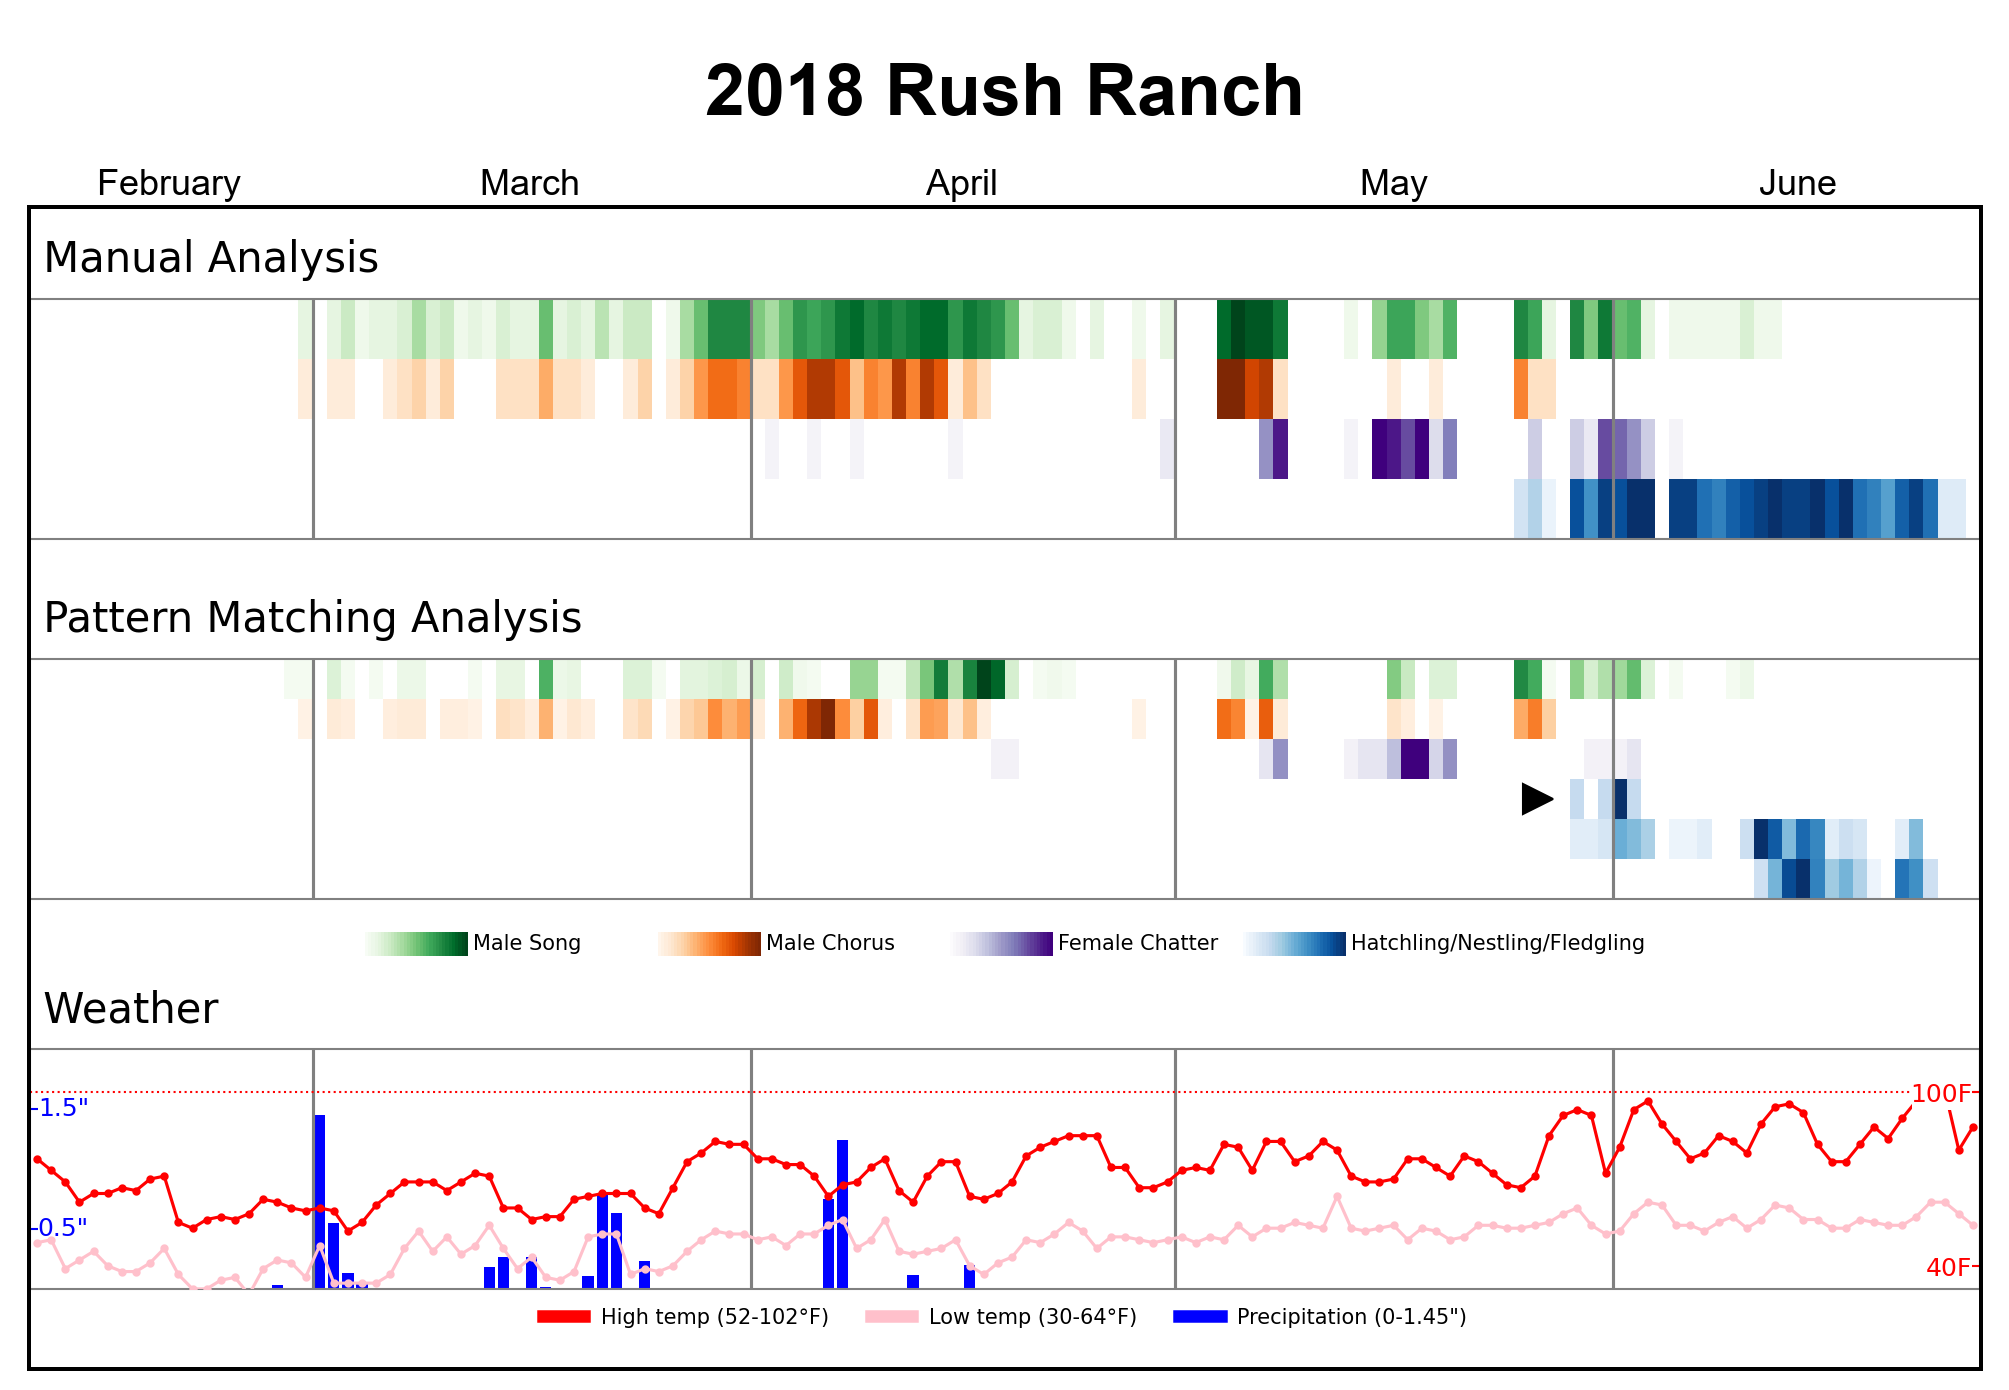 2018 Rush Ranch
February March April May June
Manual Analysis
Pattern Matching Analysis
Male Song Male Chorus Female Chatter Hatchling/Nestling/Fledgling
Weather
100F
1.5"
0.5"
40F
High temp (52-102°F) Low temp (30-64°F) Precipitation (0-1.45")